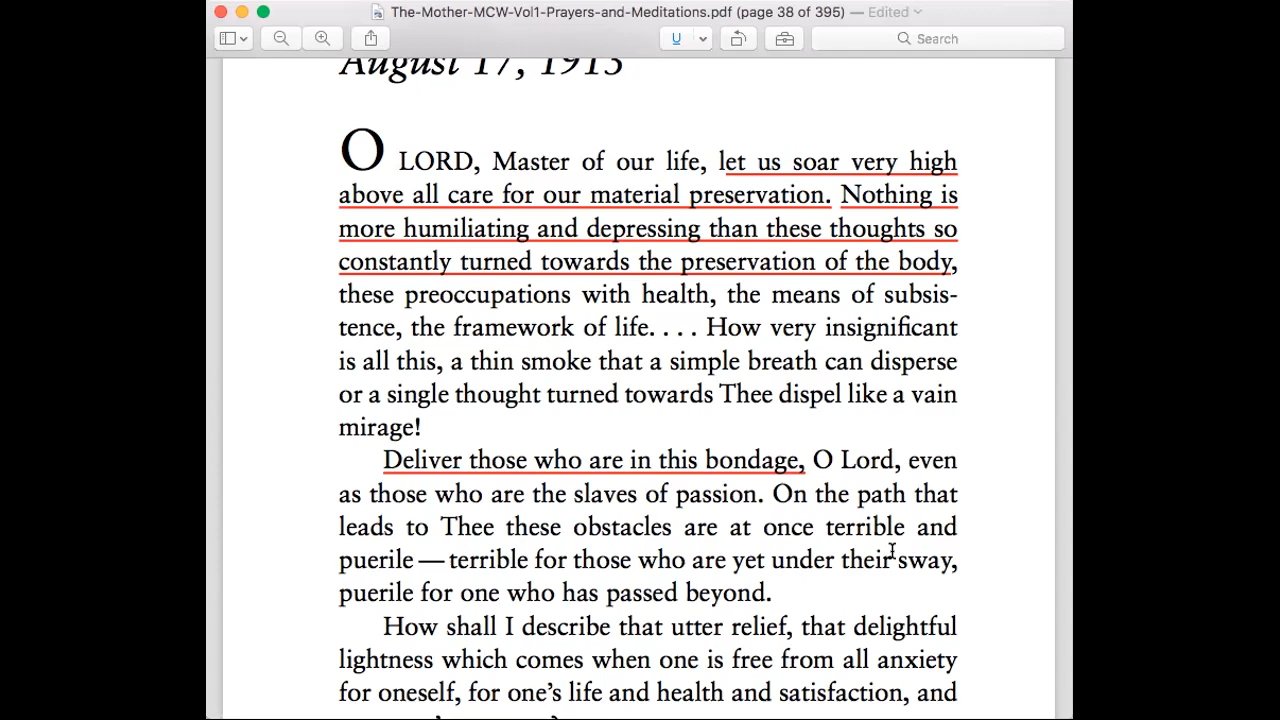 The-Mother-MCW-Vol1-Prayers-and-Meditations.pdf (page 38 of 395) — Edited
Search
August 17, 1913
O LORD, Master of our life, let us soar very high
above all care for our material preservation. Nothing is
more humiliating and depressing than these thoughts so
constantly turned towards the preservation of the body,
these preoccupations with health, the means of subsis-
tence, the framework of life. . . . How very insignificant
is all this, a thin smoke that a simple breath can disperse
or a single thought turned towards Thee dispel like a vain
mirage!
Deliver those who are in this bondage, O Lord, even
as those who are the slaves of passion. On the path that
leads to Thee these obstacles are at once terrible and
puerile — terrible for those who are yet under their sway,
puerile for one who has passed beyond.
How shall I describe that utter relief, that delightful
lightness which comes when one is free from all anxiety
for oneself, for one’s life and health and satisfaction, and